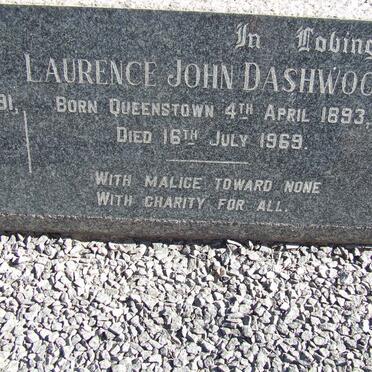 In Loving
LAURENCE JOHN DASHWOO
91, BORN QUEENSTOWN 4TH APRIL 1893,
DIED 16TH JULY 1969.
WITH MALICE TOWARD NONE
WITH CHARITY FOR ALL.